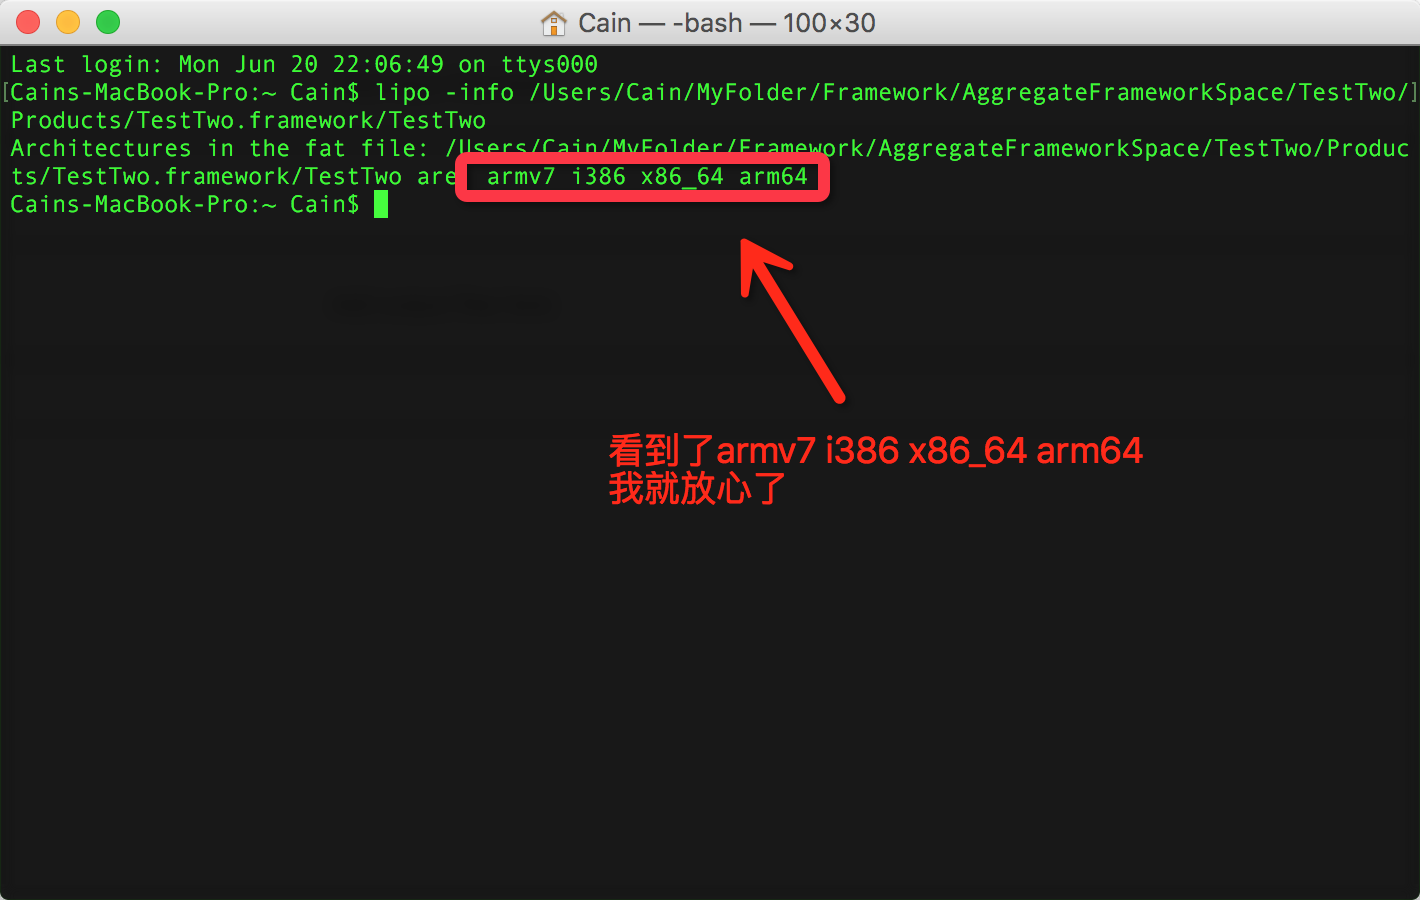 Cain — -bash — 100×30
Last login: Mon Jun 20 22:06:49 on ttys000
[Cains-MacBook-Pro:~ Cain$ lipo -info /Users/Cain/MyFolder/Framework/AggregateFrameworkSpace/TestTwo/]
Products/TestTwo.framework/TestTwo
Architectures in the fat file: /Users/Cain/MyFolder/Framework/AggregateFrameworkSpace/TestTwo/Produc
ts/TestTwo.framework/TestTwo are armv7 i386 x86_64 arm64
Cains-MacBook-Pro:~ Cain$
看到了armv7 i386 x86_64 arm64
我就放心了